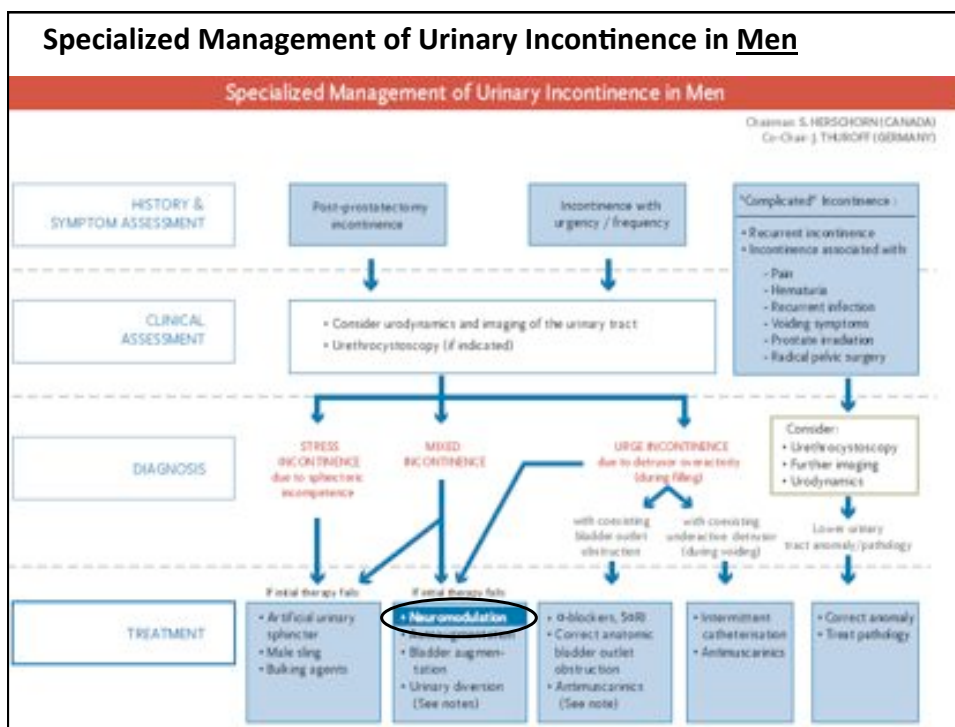 Specialized Management of Urinary Incontinence in Men
Specialized Management of Urinary Incontinence in Men
Chairman: S. HERSCHORN (CANADA)
Co-Chair: J. THUROFF (GERMANY)
HISTORY &
SYMPTOM ASSESSMENT
Post-prostatectomy
incontinence
Incontinence with
urgency / frequency
"Complicated" Incontinence :
• Recurrent incontinence
• Incontinence associated with:
- Pain
- Hematuria
- Recurrent infection
- Voiding symptoms
- Prostate irradiation
- Radical pelvic surgery
CLINICAL
ASSESSMENT
• Consider urodynamics and imaging of the urinary tract
• Urethrocystoscopy (if indicated)
DIAGNOSIS
STRESS
INCONTINENCE
due to sphincteric
incompetence
MIXED
INCONTINENCE
URGE INCONTINENCE
due to detrusor overactivity
(during filling)
with coexisting
bladder outlet
obstruction
with coexisting
underactive detrusor
(during voiding)
Consider:
• Urethrocystoscopy
• Further imaging
• Urodynamics
Lower urinary
tract anomaly/pathology
TREATMENT
If initial therapy fails
• Artificial urinary
sphincter
• Male sling
• Bulking agents
If initial therapy fails
• Neuromodulation
• Bladder augmen-
tation
• Urinary diversion
(See notes)
• α-blockers, 5ARI
• Correct anatomic
bladder outlet
obstruction
• Antimuscarinics
(See note)
• Intermittent
catheterisation
• Antimuscarinics
• Correct anomaly
• Treat pathology